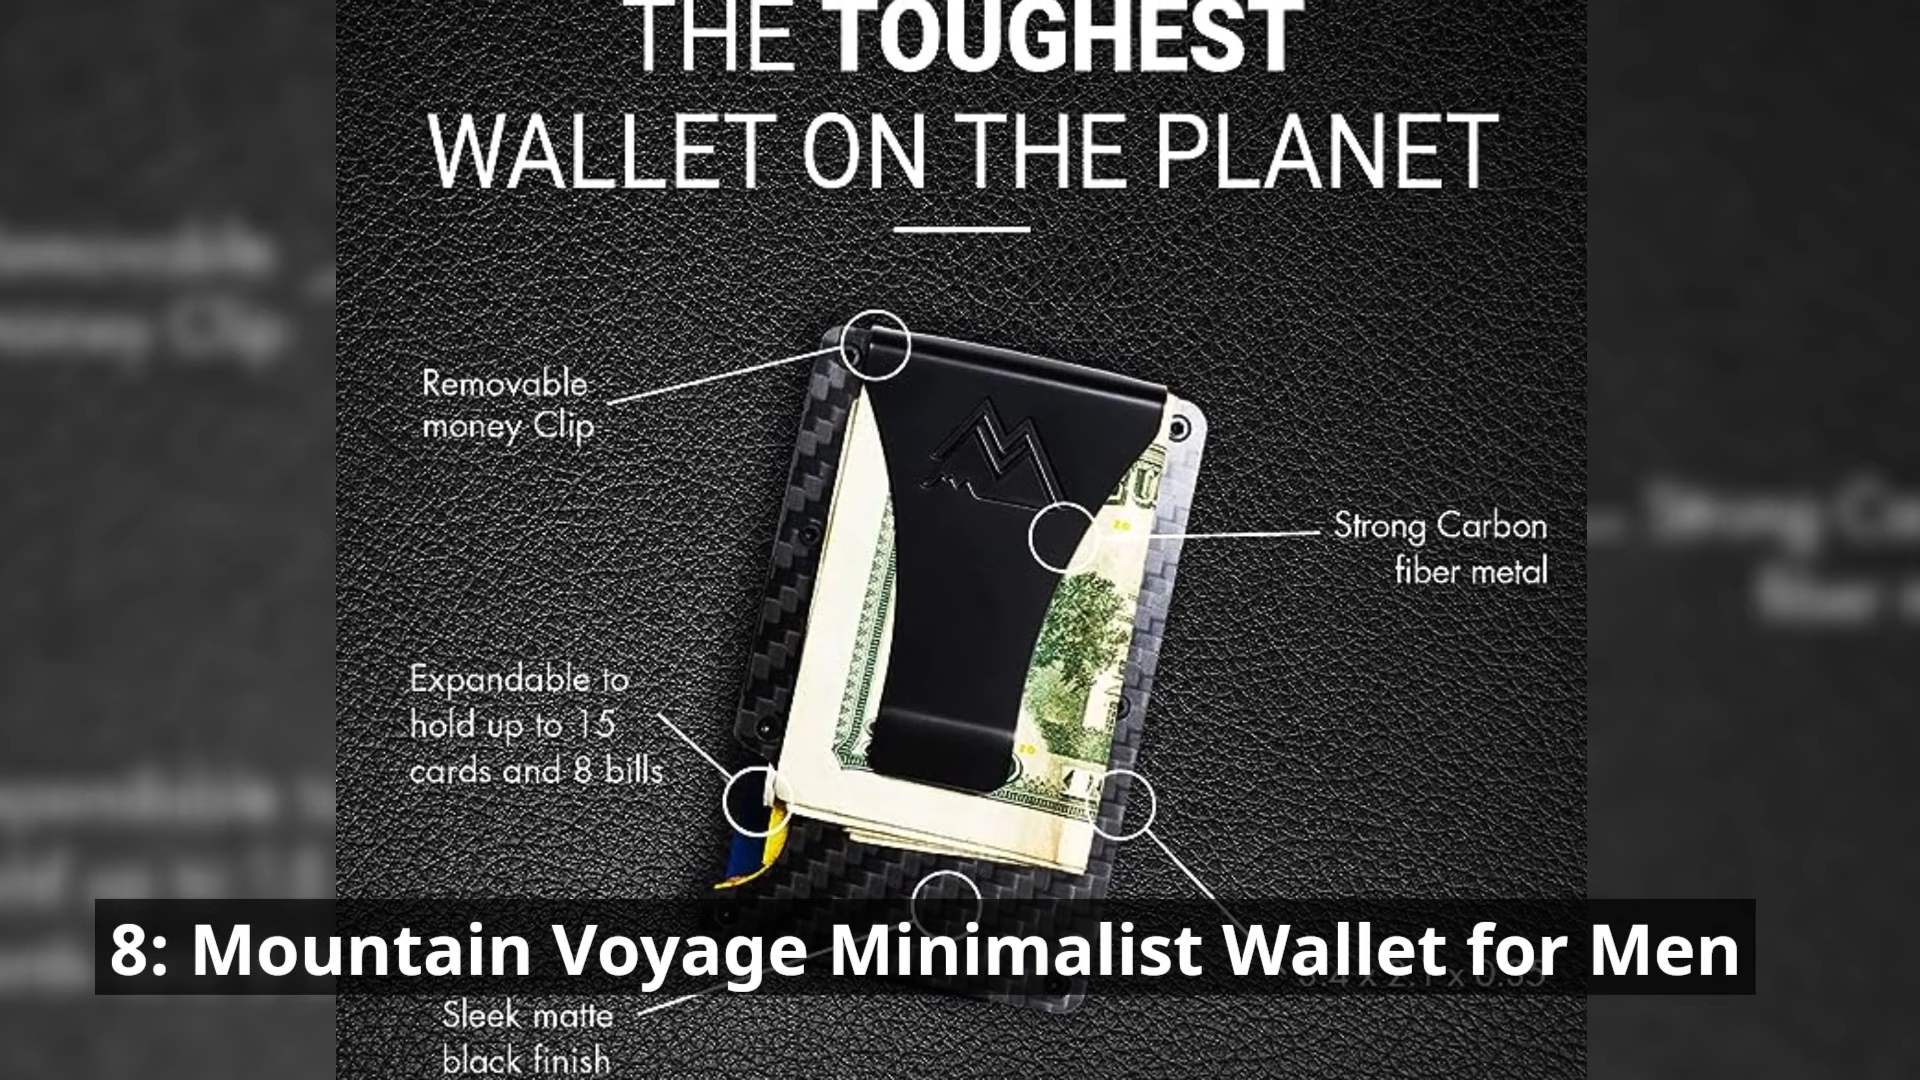 THE TOUGHEST
WALLET ON THE PLANET
Removable
money Clip
Strong Carbon
fiber metal
Expandable to
hold up to 15
cards and 8 bills
8: Mountain Voyage Minimalist Wallet for Men
Sleek matte
black finish